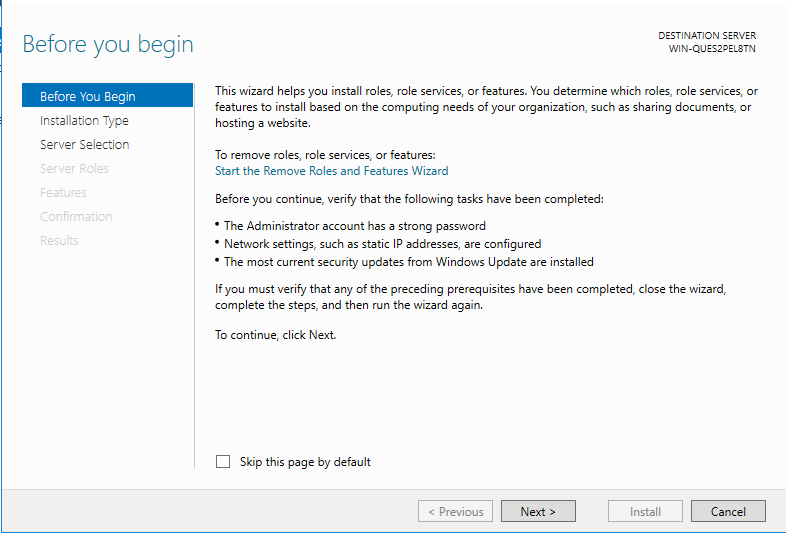 Before you begin
DESTINATION SERVER
WIN-QUES2PEL8TN
Before You Begin
Installation Type
Server Selection
Server Roles
Features
Confirmation
Results
This wizard helps you install roles, role services, or features. You determine which roles, role services, or
features to install based on the computing needs of your organization, such as sharing documents, or
hosting a website.
To remove roles, role services, or features:
Start the Remove Roles and Features Wizard
Before you continue, verify that the following tasks have been completed:
• The Administrator account has a strong password
• Network settings, such as static IP addresses, are configured
• The most current security updates from Windows Update are installed
If you must verify that any of the preceding prerequisites have been completed, close the wizard,
complete the steps, and then run the wizard again.
To continue, click Next.
Skip this page by default
< Previous
Next >
Install
Cancel